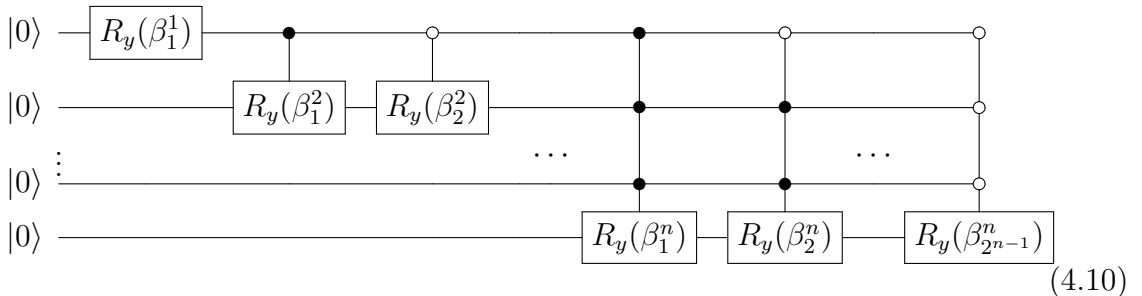 |0⟩ R_y(β_1^1)
|0⟩ R_y(β_1^2) R_y(β_2^2)
⋮ ⋯ ⋯
|0⟩
|0⟩ R_y(β_1^n) R_y(β_2^n) R_y(β_{2^{n-1}}^n)
(4.10)